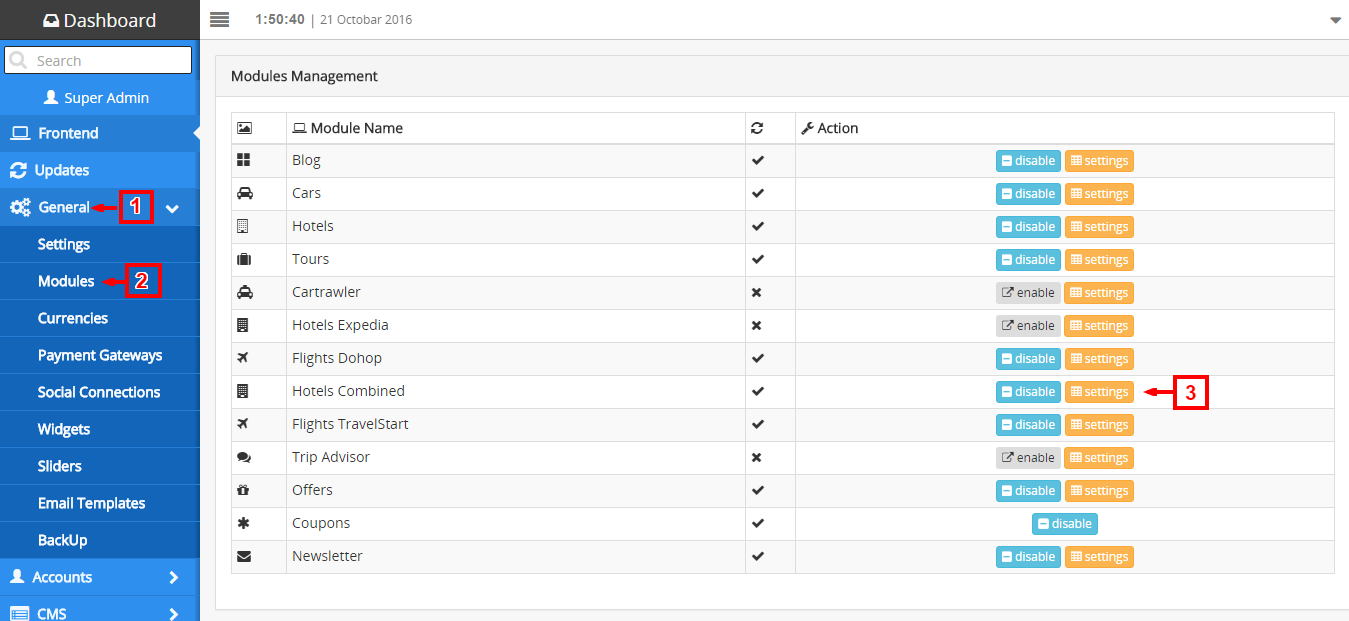 Dashboard
1:50:40 | 21 Octobar 2016
Search
Super Admin
Frontend
Updates
General 1
Settings
Modules 2
Currencies
Payment Gateways
Social Connections
Widgets
Sliders
Email Templates
BackUp
Accounts
CMS
Modules Management
Module Name Action
Blog disable settings
Cars disable settings
Hotels disable settings
Tours disable settings
Cartrawler enable settings
Hotels Expedia enable settings
Flights Dohop disable settings
Hotels Combined disable settings 3
Flights TravelStart disable settings
Trip Advisor enable settings
Offers disable settings
Coupons disable
Newsletter disable settings